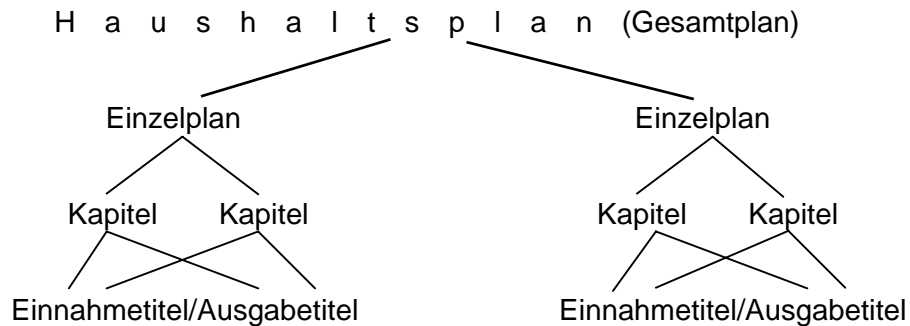 H a u s h a l t s p l a n (Gesamtplan)
Einzelplan Einzelplan
Kapitel Kapitel Kapitel Kapitel
Einnahmetitel/Ausgabetitel Einnahmetitel/Ausgabetitel